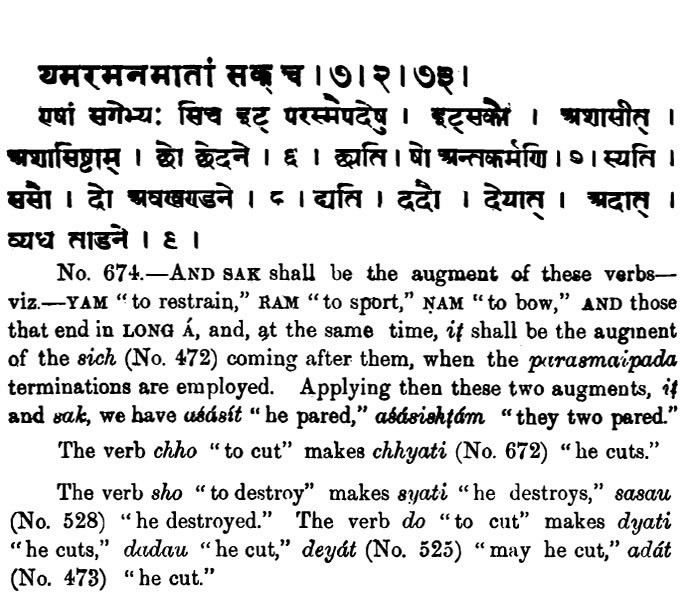 यमरमनमातां सक् च । ७ । २ । ७३ ।
एषां सगेभ्यः सिच इट् परस्मैपदेषु । इट्सकौ । अशासीत् ।
अशासिष्टाम् । छो छेदने । ६ । छ्यति । षो अन्तकर्मणि । ७ । स्यति ।
ससौ । दो अवखण्डने । ८ । द्यति । ददौ । देयात् । अदात् ।
व्यध ताडने । ९ ।
No. 674.—AND SAK shall be the augment of these verbs—
viz.—YAM “to restrain,” RAM “to sport,” ṆAM “to bow,” AND those
that end in LONG Á, and, at the same time, iṭ shall be the augment
of the sich (No. 472) coming after them, when the parasmaipada
terminations are employed. Applying then these two augments, iṭ
and sak, we have aśásít “he pared,” aśásishṭám “they two pared.”
The verb chho “to cut” makes chhyati (No. 672) “he cuts.”
The verb sho “to destroy” makes syati “he destroys,” sasau
(No. 528) “he destroyed.” The verb do “to cut” makes dyati
“he cuts,” dadau “he cut,” deyát (No. 525) “may he cut,” adát
(No. 473) “he cut.”